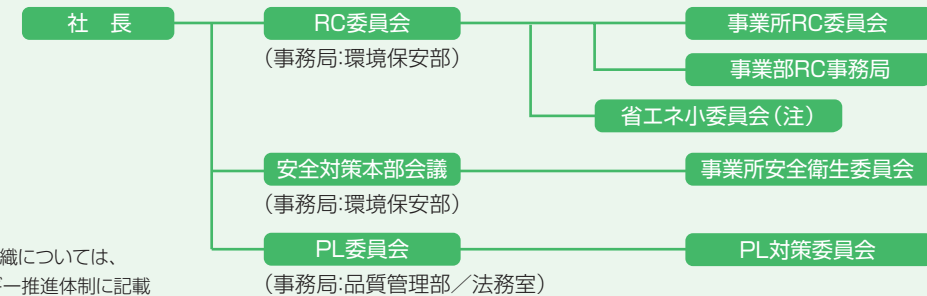 社 長
RC委員会
事業所RC委員会
(事務局:環境保安部)
事業部RC事務局
省エネ小委員会(注)
安全対策本部会議
事業所安全衛生委員会
(事務局:環境保安部)
PL委員会
PL対策委員会
(事務局:品質管理部/法務室)
織については、
ー推進体制に記載